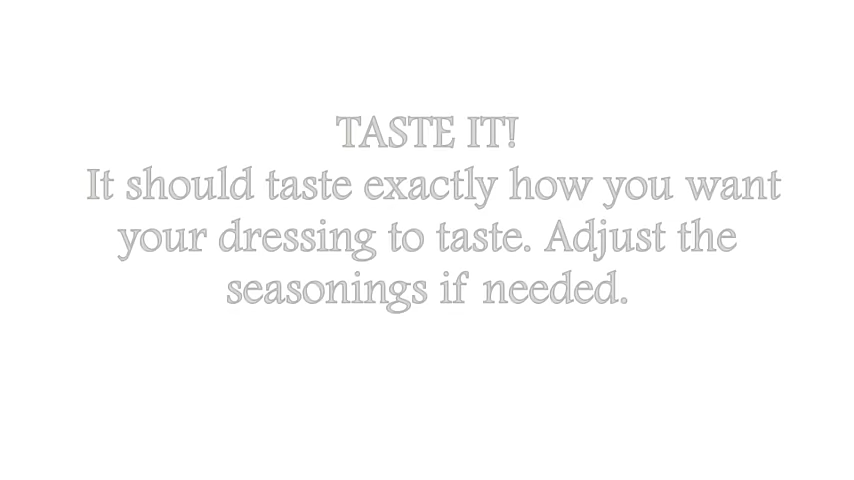 TASTE IT!
It should taste exactly how you want
your dressing to taste. Adjust the
seasonings if needed.